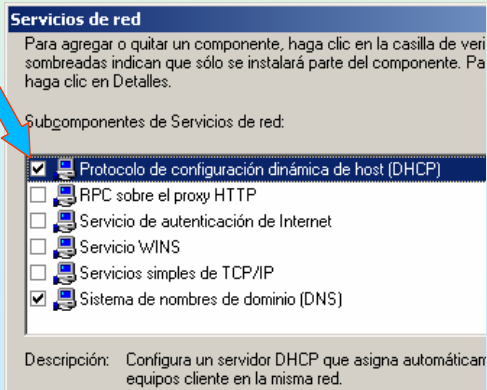 Servicios de red
Para agregar o quitar un componente, haga clic en la casilla de veri
sombreadas indican que sólo se instalará parte del componente. Pa
haga clic en Detalles.
Subcomponentes de Servicios de red:
Protocolo de configuración dinámica de host (DHCP)
RPC sobre el proxy HTTP
Servicio de autenticación de Internet
Servicio WINS
Servicios simples de TCP/IP
Sistema de nombres de dominio (DNS)
Descripción: Configura un servidor DHCP que asigna automáticam
equipos cliente en la misma red.